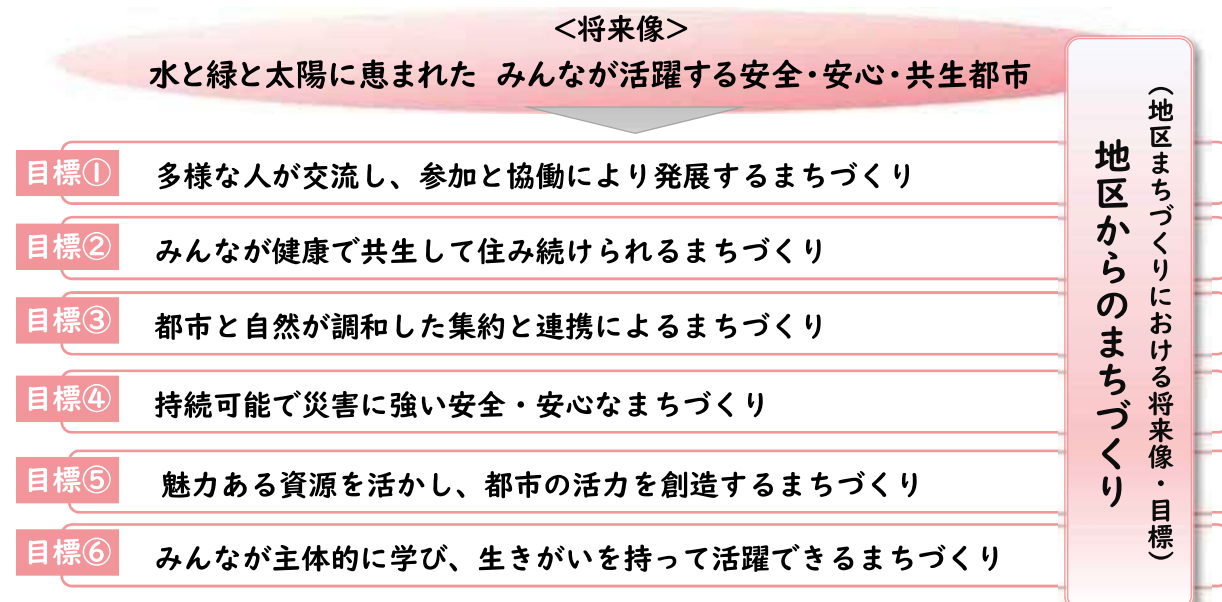 <将来像>
水と緑と太陽に恵まれた みんなが活躍する安全・安心・共生都市
目標① 多様な人が交流し、参加と協働により発展するまちづくり
目標② みんなが健康で共生して住み続けられるまちづくり
目標③ 都市と自然が調和した集約と連携によるまちづくり
目標④ 持続可能で災害に強い安全・安心なまちづくり
目標⑤ 魅力ある資源を活かし、都市の活力を創造するまちづくり
目標⑥ みんなが主体的に学び、生きがいを持って活躍できるまちづくり
(地区まちづくりにおける将来像・目標)
地区からのまちづくり